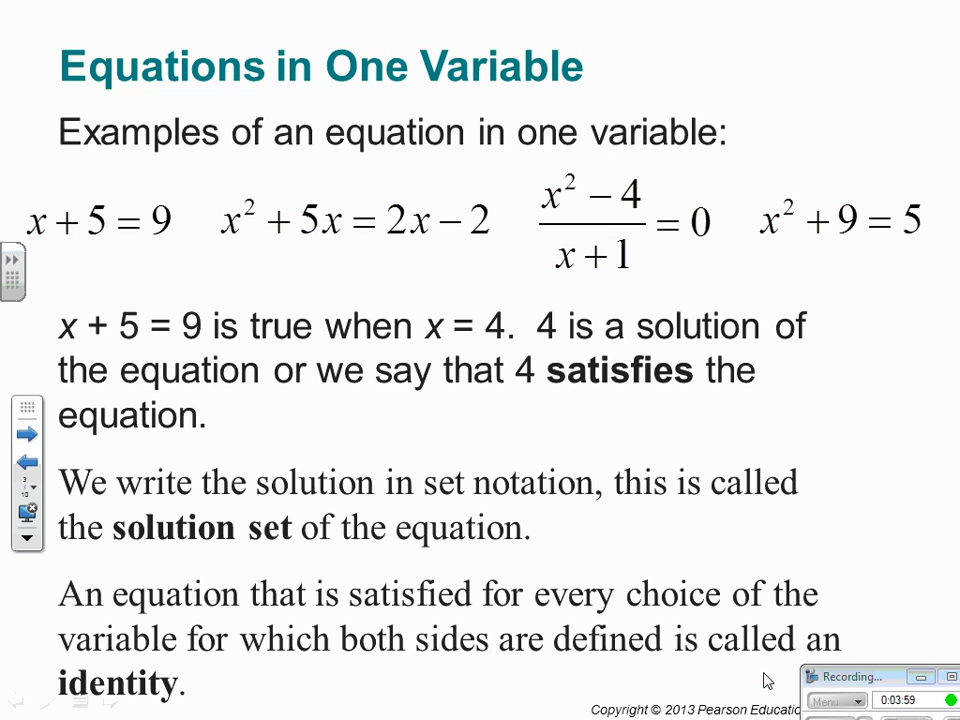 Equations in One Variable
Examples of an equation in one variable:
x + 5 = 9   x² + 5x = 2x − 2   (x² − 4)/(x + 1) = 0   x² + 9 = 5
x + 5 = 9 is true when x = 4.  4 is a solution of
the equation or we say that 4 satisfies the
equation.
3
/
10
We write the solution in set notation, this is called
the solution set of the equation.
An equation that is satisfied for every choice of the
variable for which both sides are defined is called an
identity.
Recording...
Menu
0:03:59
Copyright © 2013 Pearson Educatio